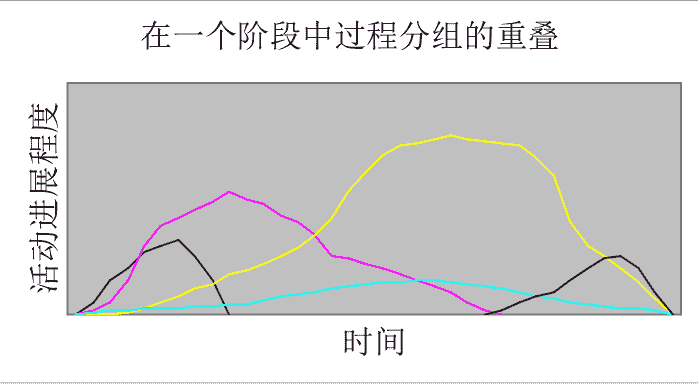 在一个阶段中过程分组的重叠
活动进展程度
时间